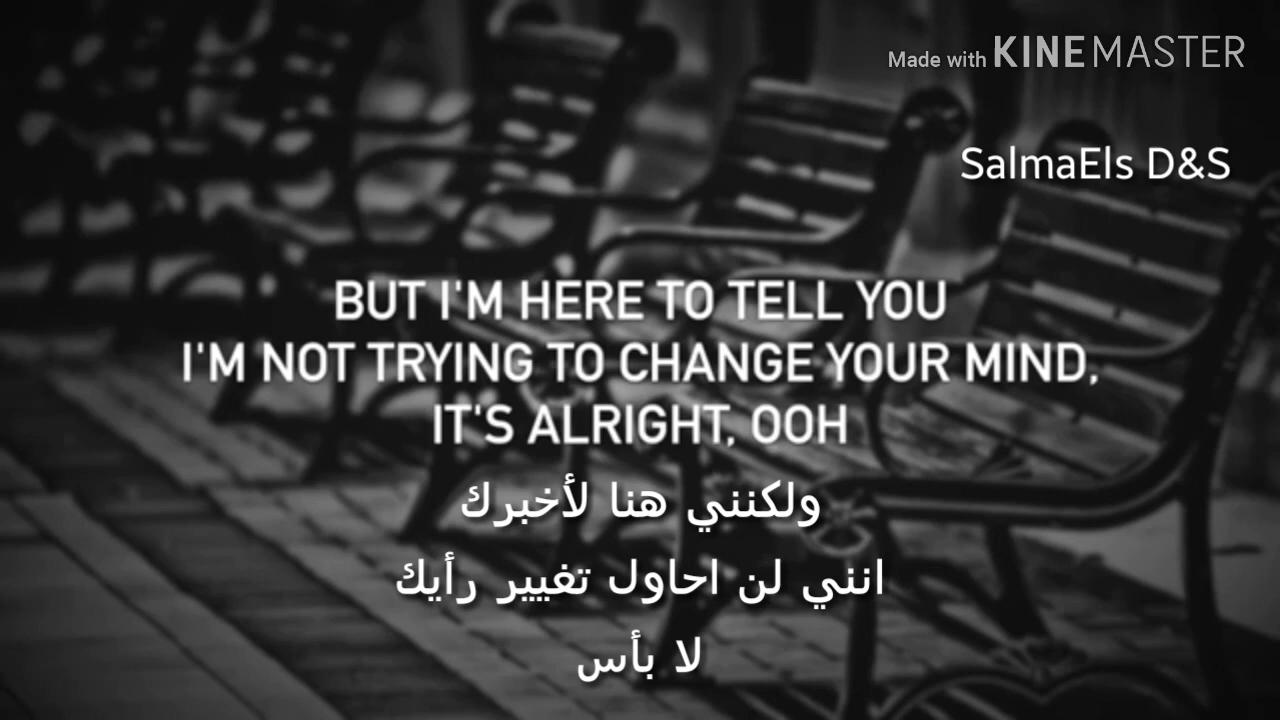 Made with KINEMASTER
SalmaEls D&S
BUT I'M HERE TO TELL YOU
I'M NOT TRYING TO CHANGE YOUR MIND,
IT'S ALRIGHT, OOH
ولكنني هنا لأخبرك
انني لن احاول تغيير رأيك
لا بأس